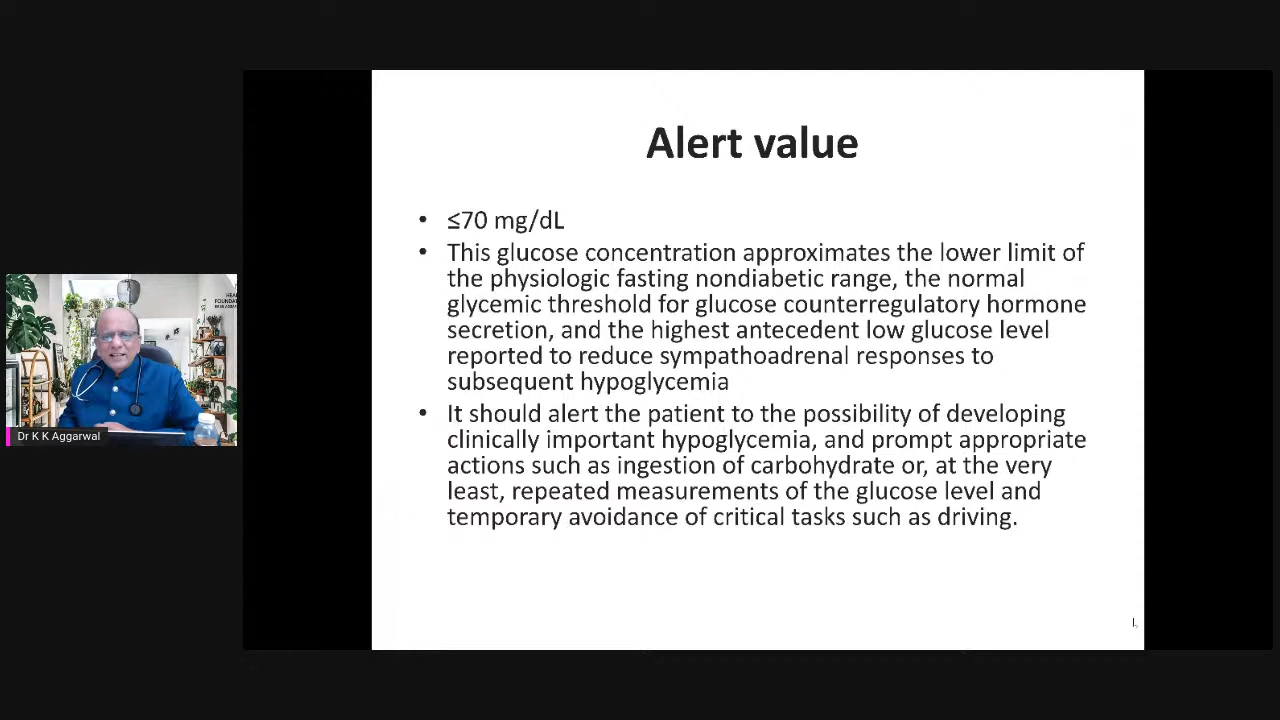 Alert value
• ≤70 mg/dL
• This glucose concentration approximates the lower limit of
the physiologic fasting nondiabetic range, the normal
glycemic threshold for glucose counterregulatory hormone
secretion, and the highest antecedent low glucose level
reported to reduce sympathoadrenal responses to
subsequent hypoglycemia
• It should alert the patient to the possibility of developing
clinically important hypoglycemia, and prompt appropriate
actions such as ingestion of carbohydrate or, at the very
least, repeated measurements of the glucose level and
temporary avoidance of critical tasks such as driving.
Dr K K Aggarwal